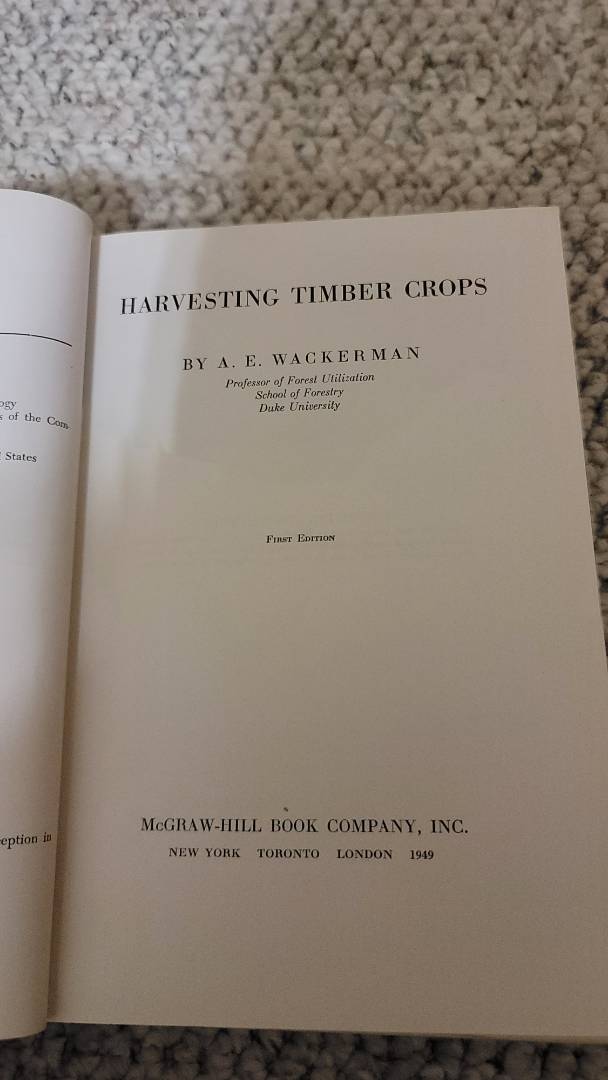 ogy
s of the Com-
States
eption in
HARVESTING TIMBER CROPS
BY A. E. WACKERMAN
Professor of Forest Utilization
School of Forestry
Duke University
FIRST EDITION
McGRAW-HILL BOOK COMPANY, INC.
NEW YORK TORONTO LONDON 1949